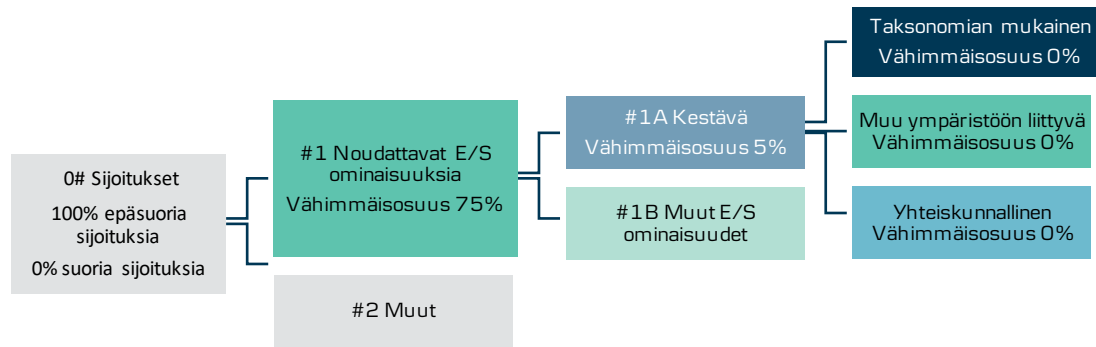 0# Sijoitukset
100% epäsuoria
sijoituksia
0% suoria sijoituksia
#1 Noudattavat E/S
ominaisuuksia
Vähimmäisosuus 75%
#2 Muut
#1A Kestävä
Vähimmäisosuus 5%
#1B Muut E/S
ominaisuudet
Taksonomian mukainen
Vähimmäisosuus 0%
Muu ympäristöön liittyvä
Vähimmäisosuus 0%
Yhteiskunnallinen
Vähimmäisosuus 0%